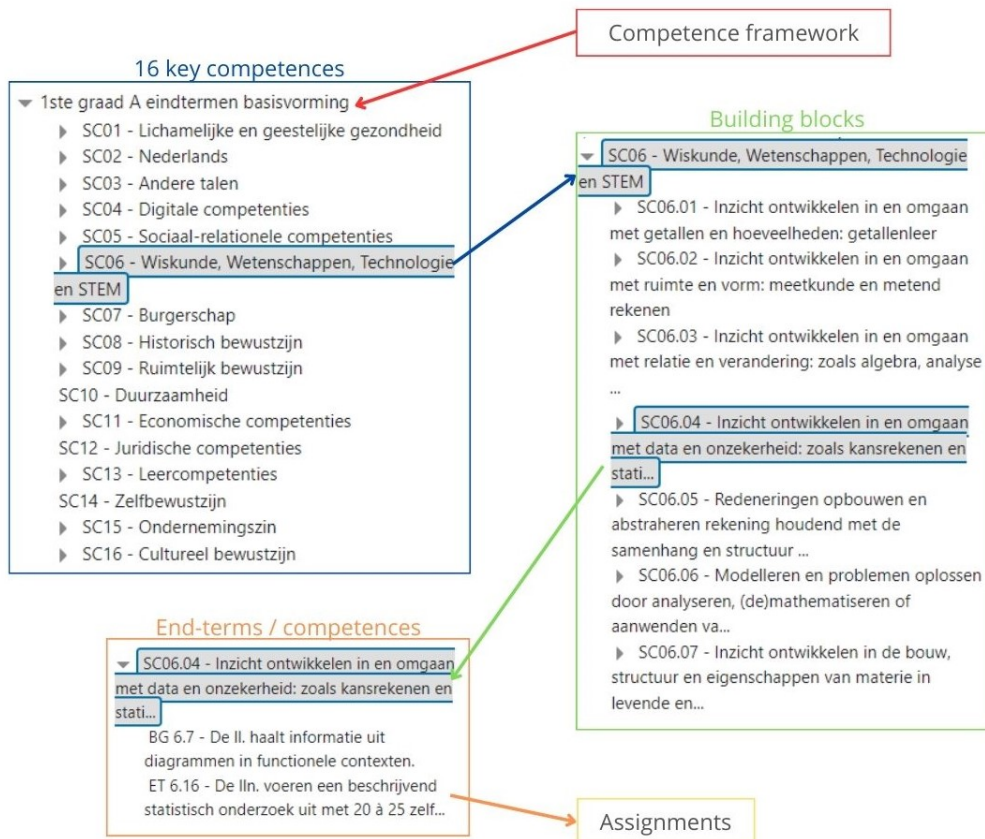 Competence framework
16 key competences
1ste graad A eindtermen basisvorming
SC01 - Lichamelijke en geestelijke gezondheid
SC02 - Nederlands
SC03 - Andere talen
SC04 - Digitale competenties
SC05 - Sociaal-relationele competenties
SC06 - Wiskunde, Wetenschappen, Technologie
en STEM
SC07 - Burgerschap
SC08 - Historisch bewustzijn
SC09 - Ruimtelijk bewustzijn
SC10 - Duurzaamheid
SC11 - Economische competenties
SC12 - Juridische competenties
SC13 - Leercompetenties
SC14 - Zelfbewustzijn
SC15 - Ondernemingszin
SC16 - Cultureel bewustzijn
Building blocks
SC06 - Wiskunde, Wetenschappen, Technologie
en STEM
SC06.01 - Inzicht ontwikkelen in en omgaan
met getallen en hoeveelheden: getallenleer
SC06.02 - Inzicht ontwikkelen in en omgaan
met ruimte en vorm: meetkunde en metend
rekenen
SC06.03 - Inzicht ontwikkelen in en omgaan
met relatie en verandering: zoals algebra, analyse
...
SC06.04 - Inzicht ontwikkelen in en omgaan
met data en onzekerheid: zoals kansrekenen en
stati...
SC06.05 - Redeneringen opbouwen en
abstraheren rekening houdend met de
samenhang en structuur ...
SC06.06 - Modelleren en problemen oplossen
door analyseren, (de)mathematiseren of
aanwenden va...
SC06.07 - Inzicht ontwikkelen in de bouw,
structuur en eigenschappen van materie in
levende en...
End-terms / competences
SC06.04 - Inzicht ontwikkelen in en omgaan
met data en onzekerheid: zoals kansrekenen en
stati...
BG 6.7 - De ll. haalt informatie uit
diagrammen in functionele contexten.
ET 6.16 - De lln. voeren een beschrijvend
statistisch onderzoek uit met 20 à 25 zelf...
Assignments